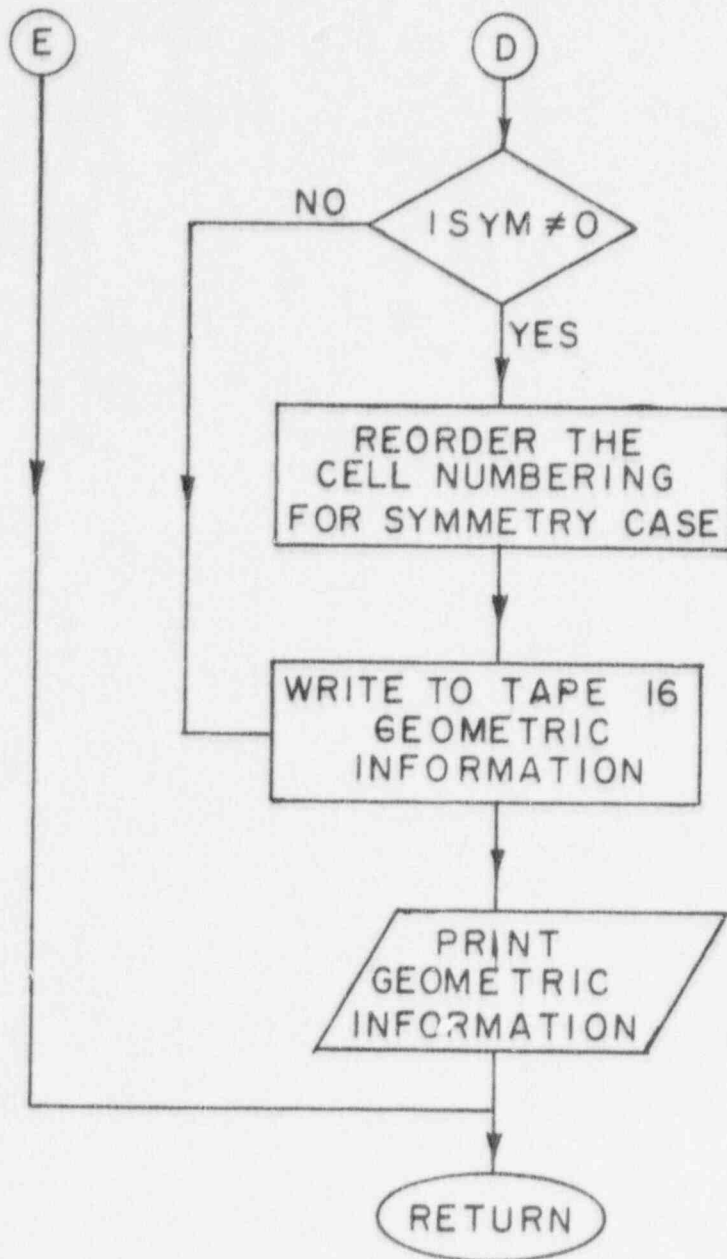 E
D
NO
ISYM ≠ 0
YES
REORDER THE
CELL NUMBERING
FOR SYMMETRY CASE
WRITE TO TAPE 16
GEOMETRIC
INFORMATION
PRINT
GEOMETRIC
INFORMATION
RETURN